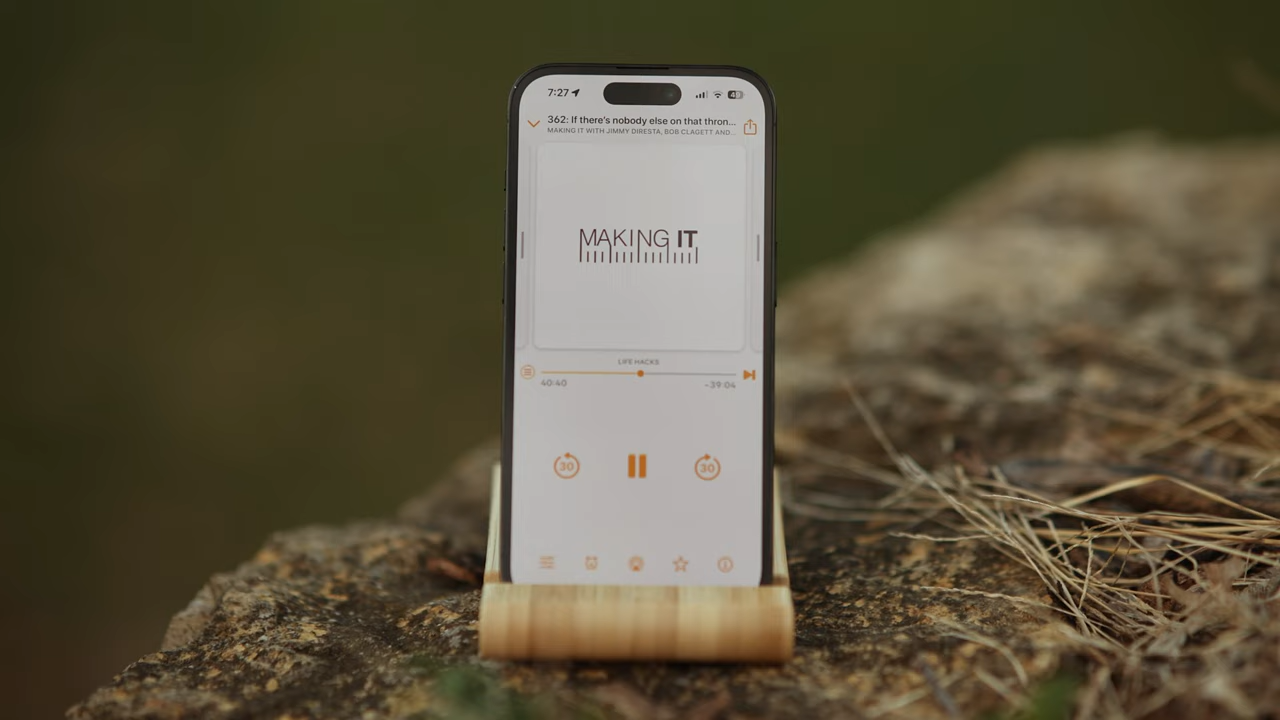 7:27
362: If there's nobody else on that thron...
MAKING IT WITH JIMMY DIRESTA, BOB CLAGETT AND...
MAKING IT
LIFE HACKS
40:40
-39:04
30
30